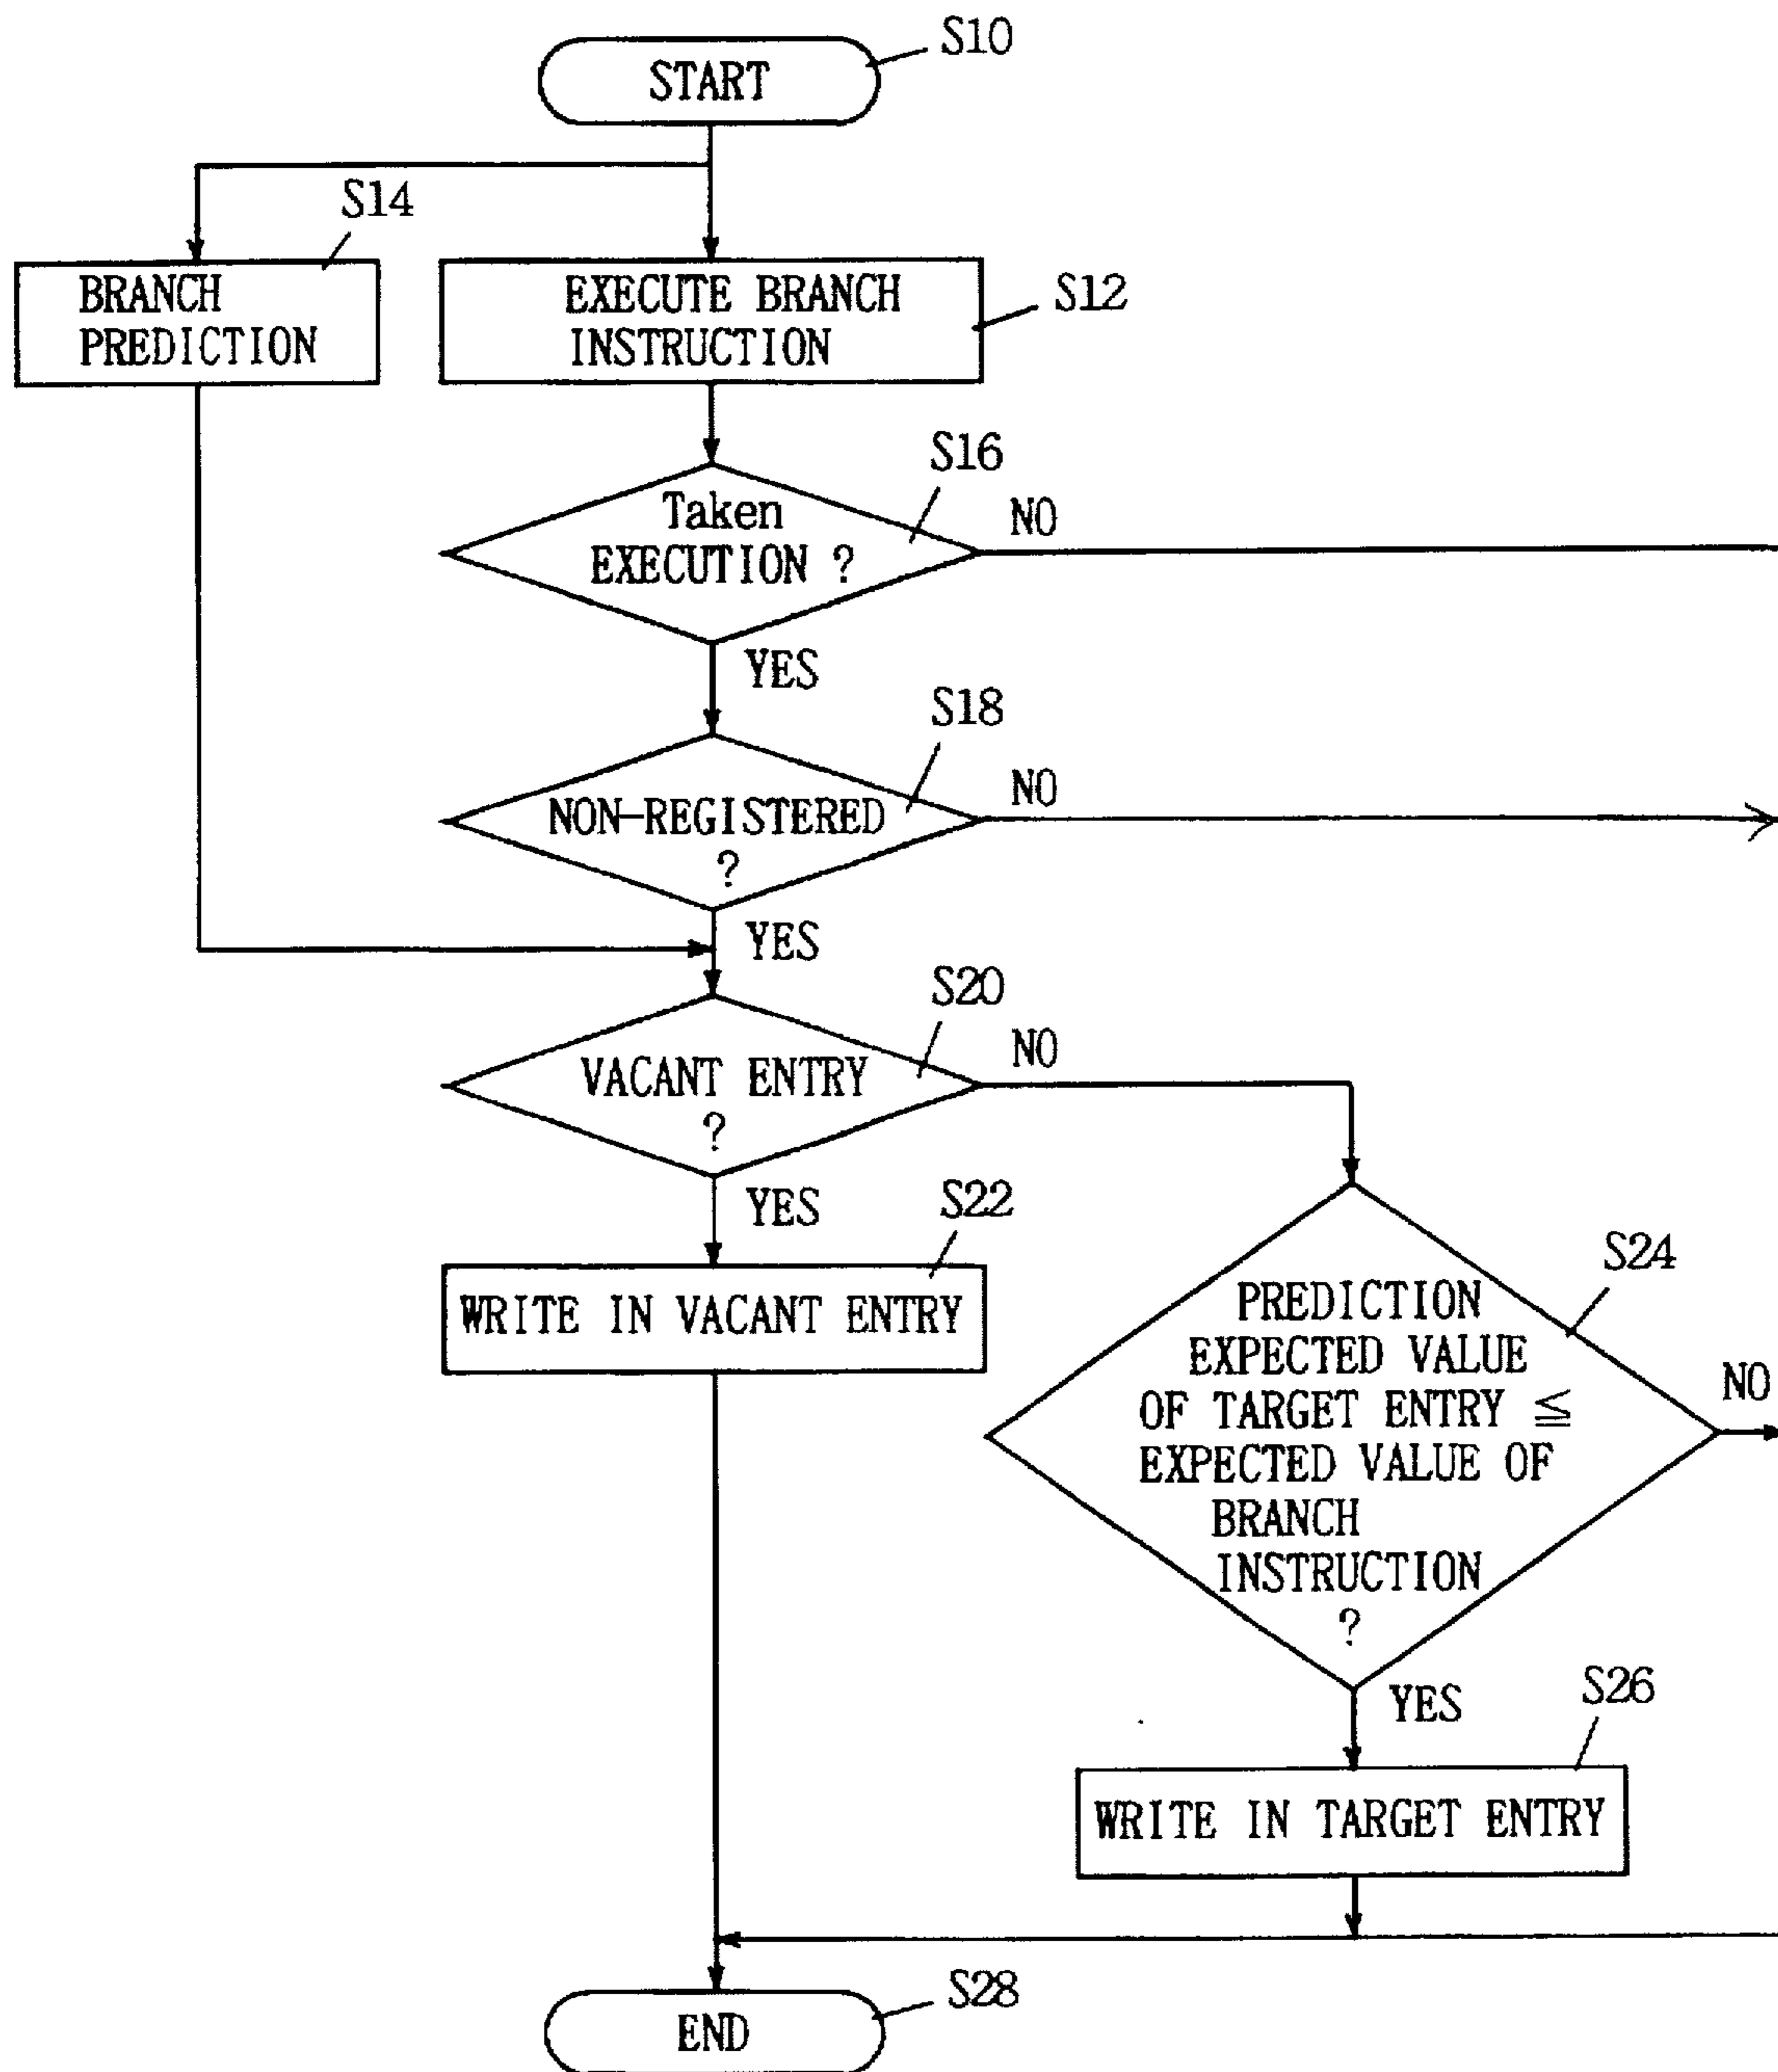 S10
START
S14
BRANCH
PREDICTION
EXECUTE BRANCH
INSTRUCTION
S12
S16
Taken
EXECUTION ?
NO
YES
S18
NON-REGISTERED
?
NO
YES
S20
VACANT ENTRY
?
NO
YES
S22
WRITE IN VACANT ENTRY
S24
PREDICTION
EXPECTED VALUE
OF TARGET ENTRY ≦
EXPECTED VALUE OF
BRANCH
INSTRUCTION
?
NO
YES
S26
WRITE IN TARGET ENTRY
S28
END